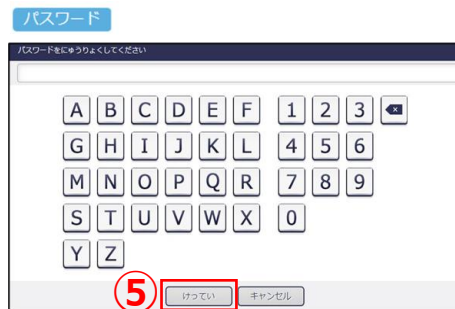 パスワード
パスワードをにゅうりょくしてください
A B C D E F 1 2 3
G H I J K L 4 5 6
M N O P Q R 7 8 9
S T U V W X 0
Y Z
⑤ けってい キャンセル